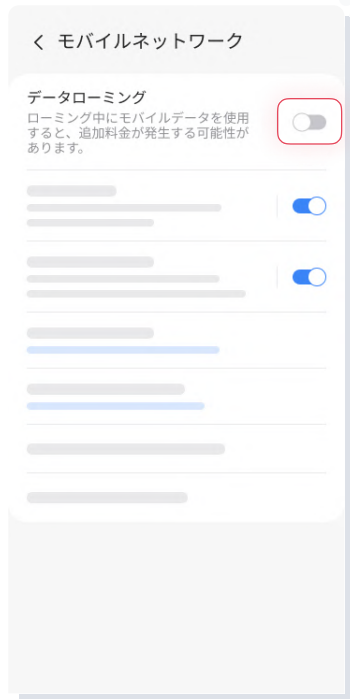 モバイルネットワーク
データローミング
ローミング中にモバイルデータを使用
すると、追加料金が発生する可能性が
あります。